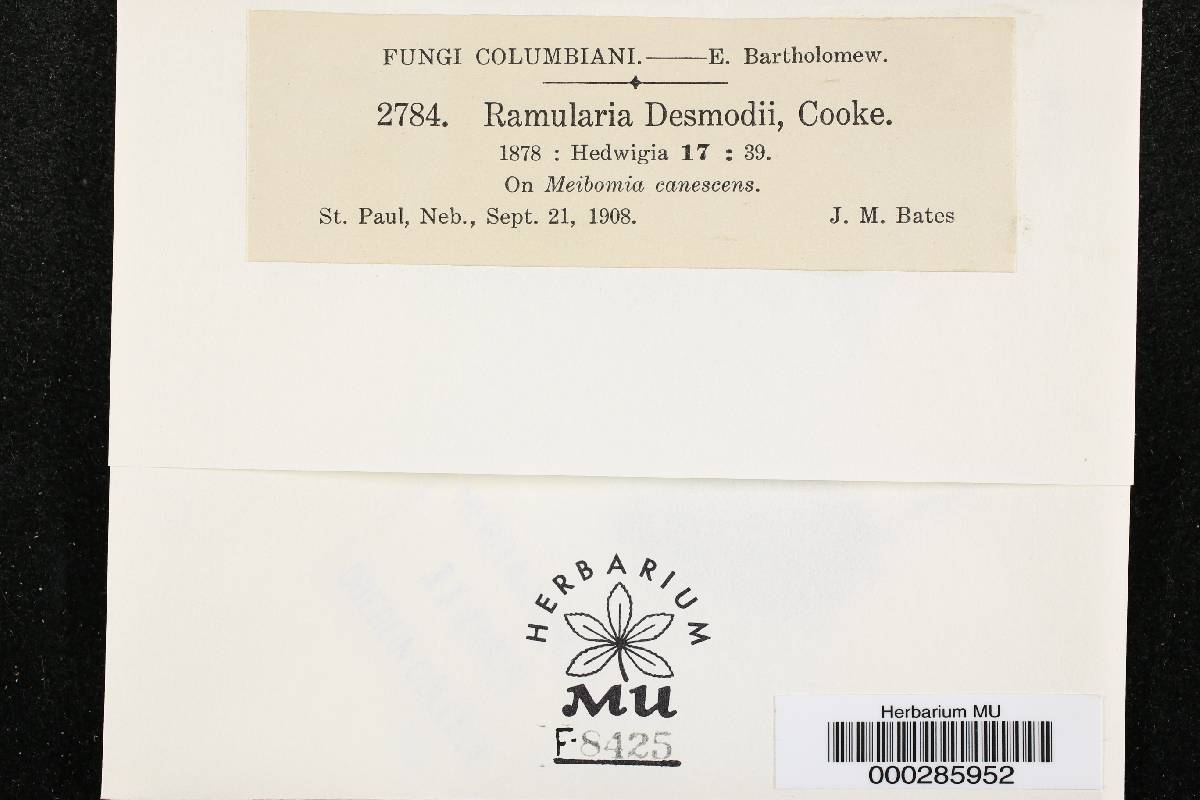 FUNGI COLUMBIANI.——E. Bartholomew.
2784. Ramularia Desmodii, Cooke.
1878 : Hedwigia 17 : 39.
On Meibomia canescens.
St. Paul, Neb., Sept. 21, 1908. J. M. Bates
HERBARIUM
MU
F-8425
Herbarium MU
000285952